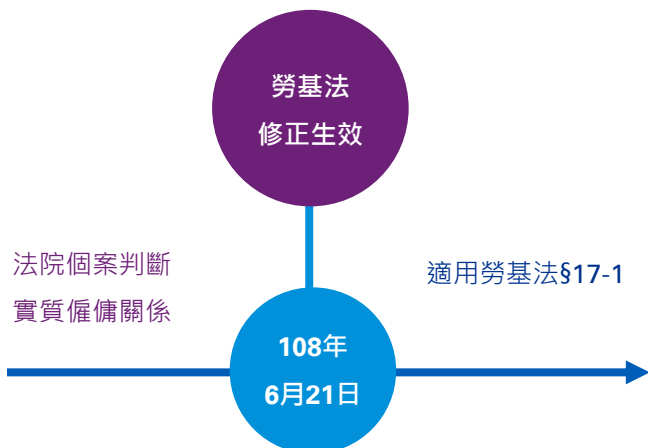 勞基法
修正生效
法院個案判斷
實質僱傭關係
適用勞基法§17-1
108年
6月21日